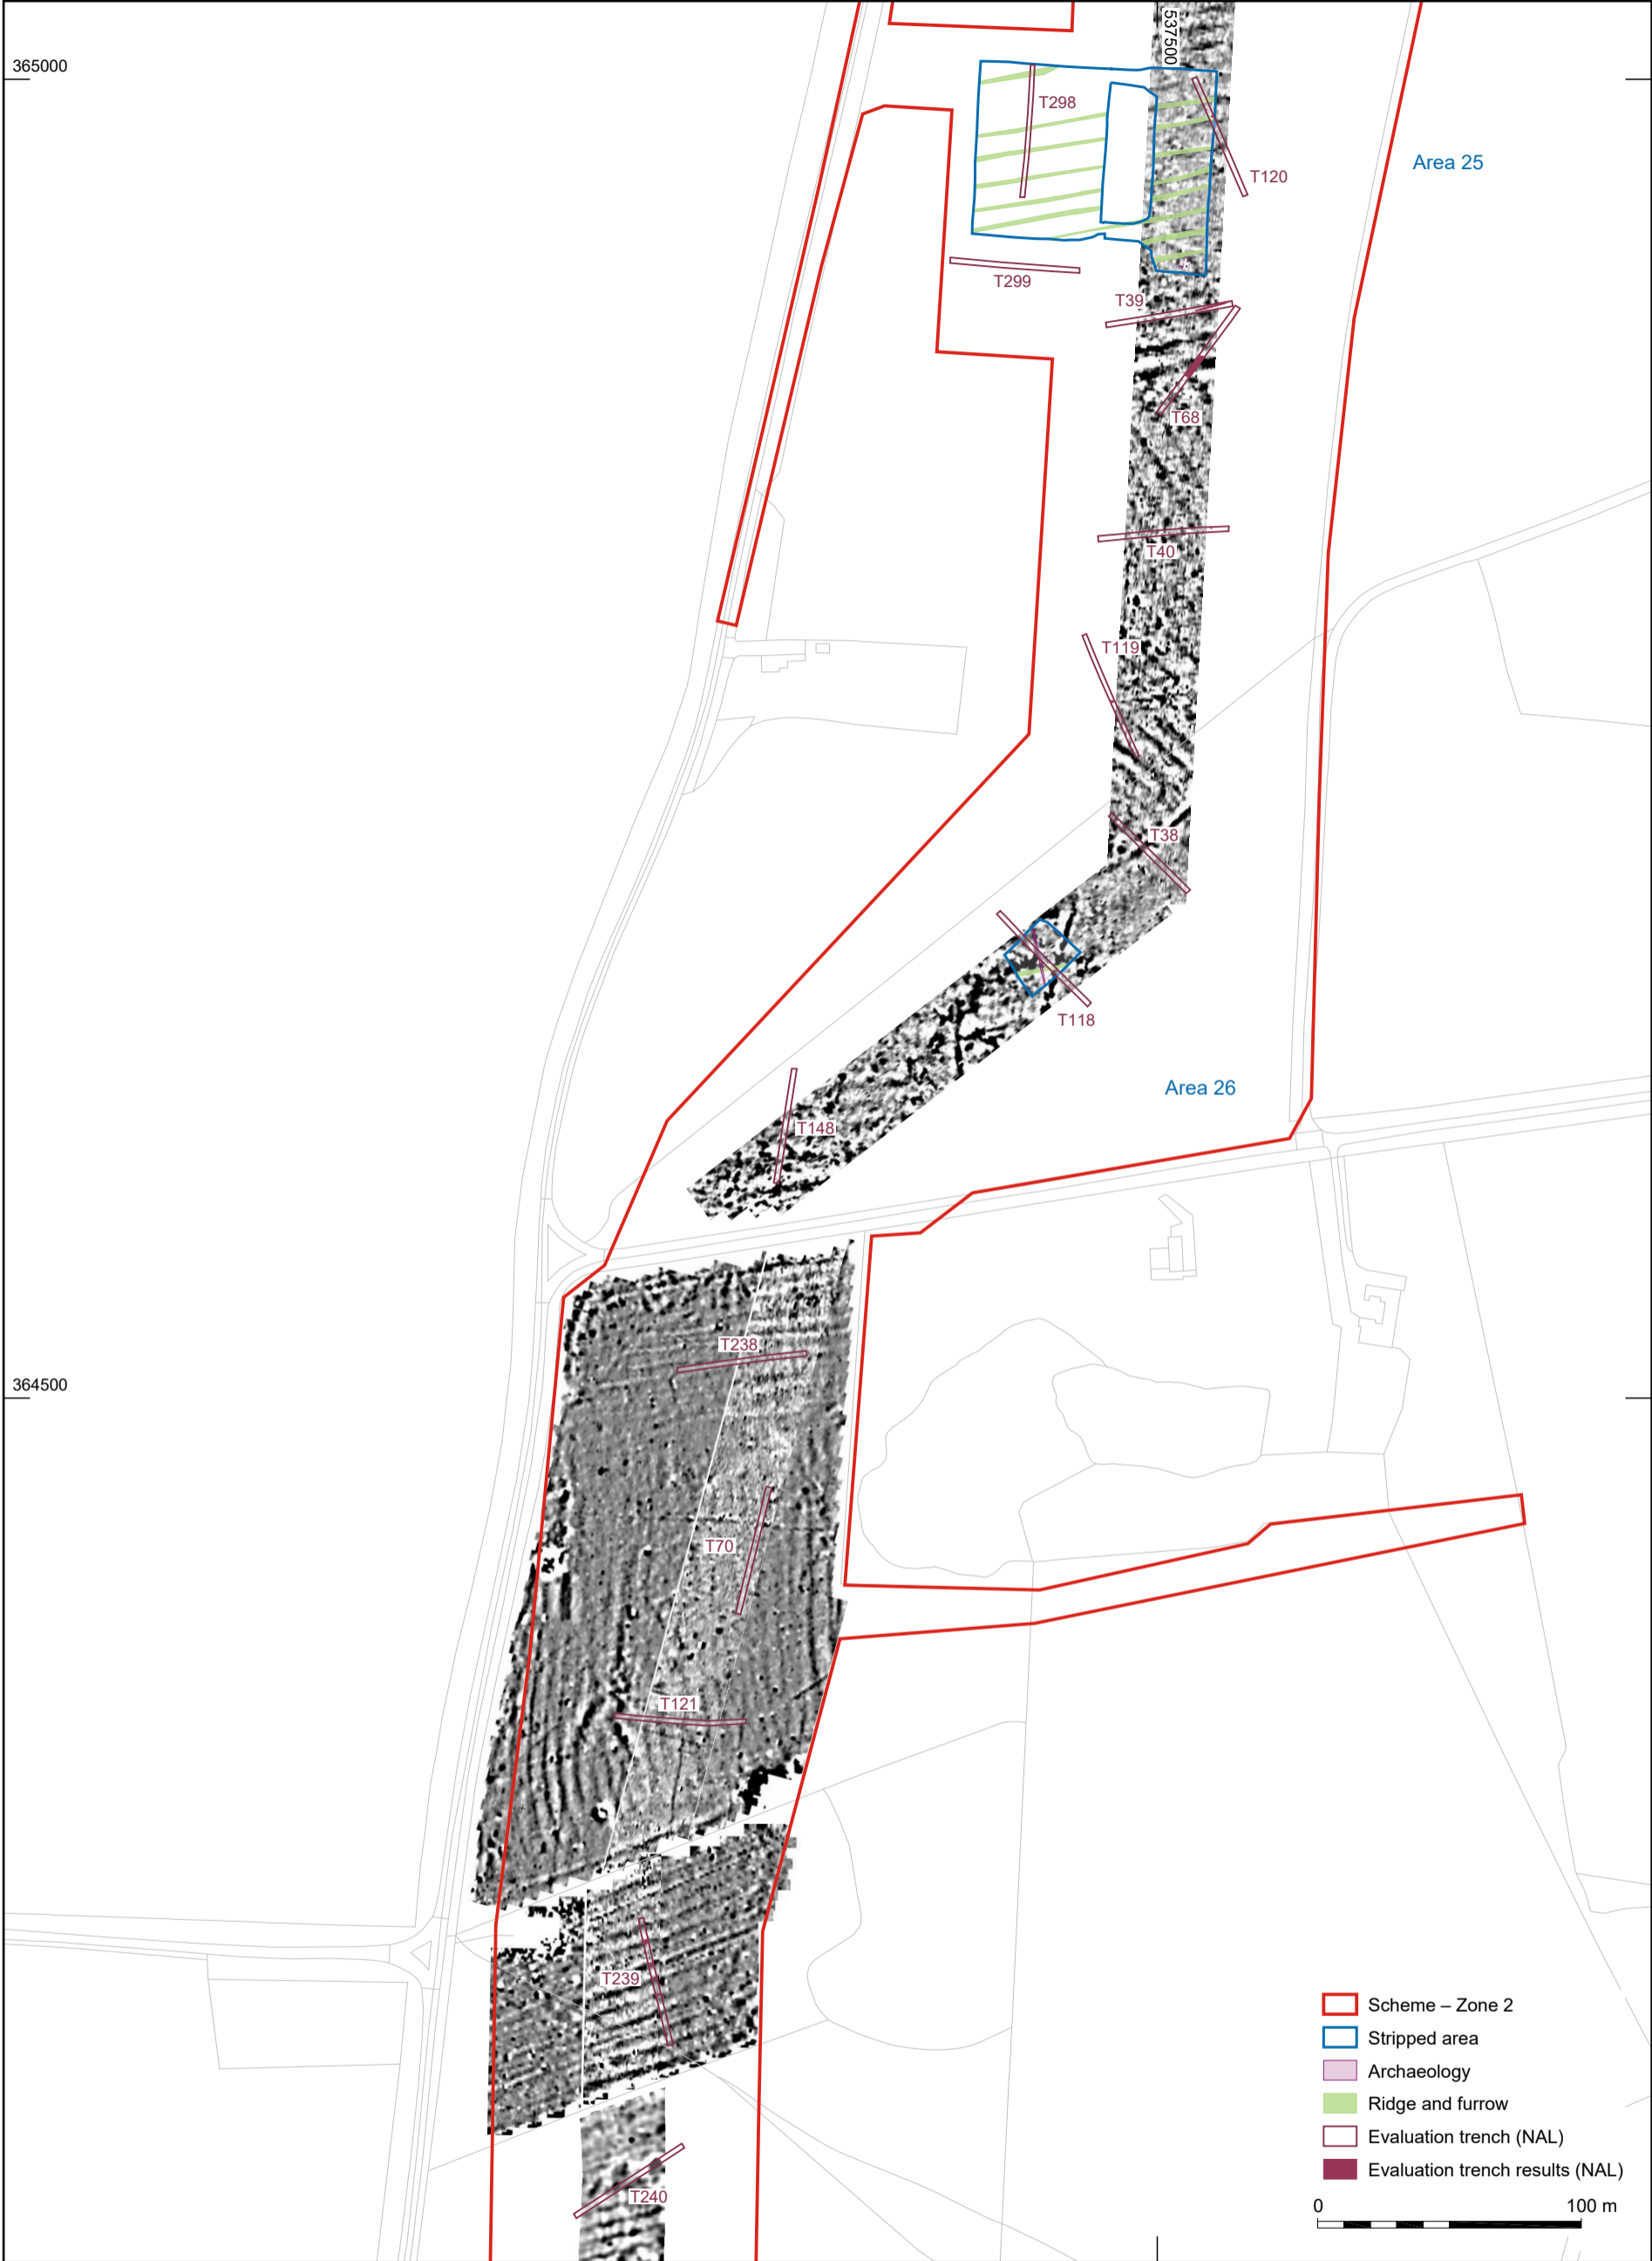 537500
365000
T298
Area 25
T120
T299
T39
T68
T40
T119
T38
T118
Area 26
T148
T238
364500
T70
T121
T239
T240
Scheme – Zone 2
Stripped area
Archaeology
Ridge and furrow
Evaluation trench (NAL)
Evaluation trench results (NAL)
0 100 m